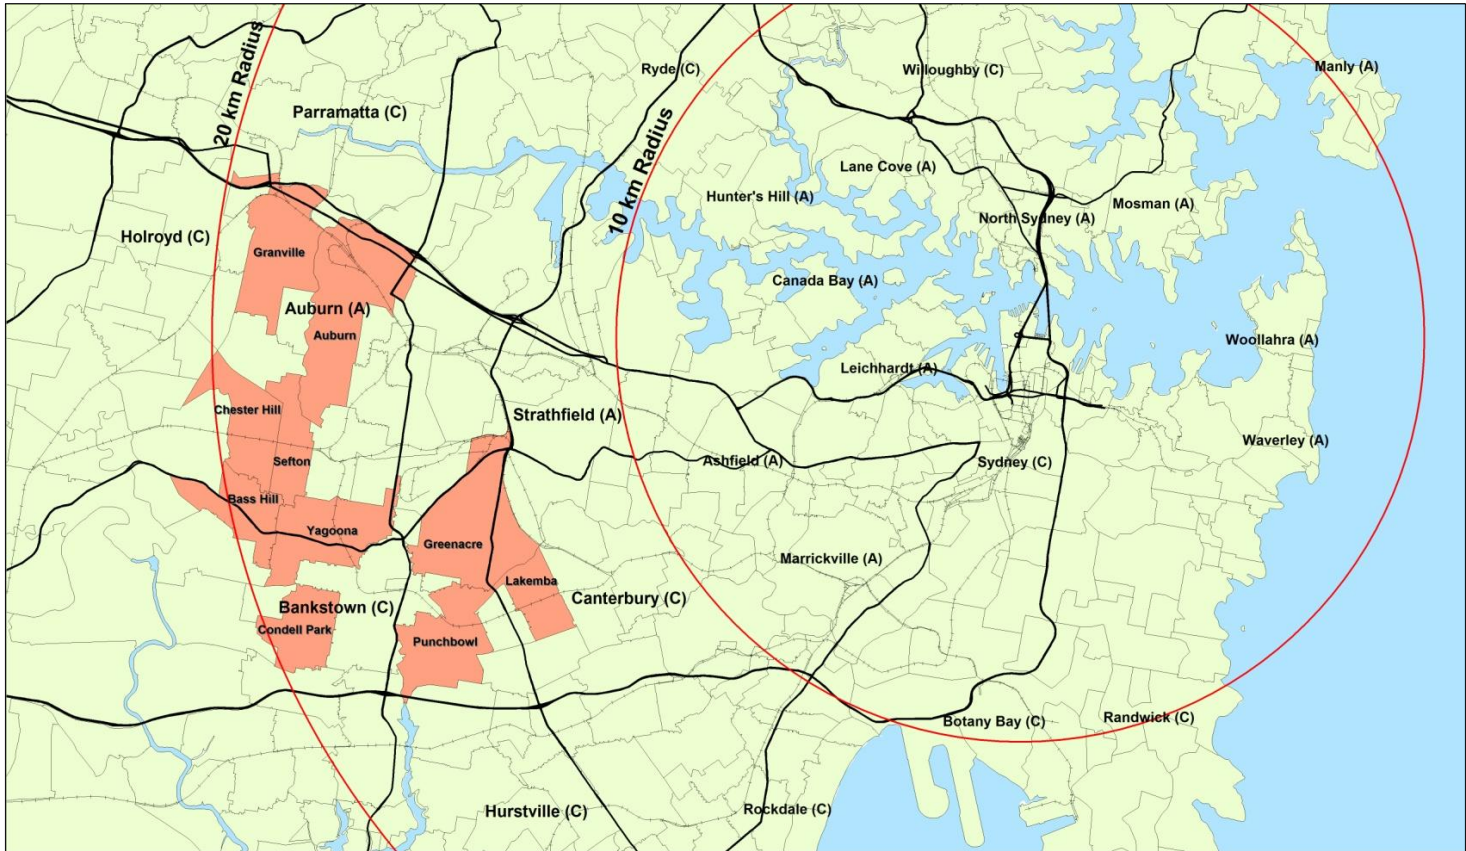 20 km Radius
10 km Radius
Ryde (C)
Willoughby (C)
Manly (A)
Parramatta (C)
Lane Cove (A)
Hunter's Hill (A)
Mosman (A)
North Sydney (A)
Holroyd (C)
Granville
Canada Bay (A)
Auburn (A)
Auburn
Woollahra (A)
Leichhardt (A)
Chester Hill
Strathfield (A)
Waverley (A)
Ashfield (A)
Sydney (C)
Sefton
Bass Hill
Yagoona
Greenacre
Marrickville (A)
Lakemba
Canterbury (C)
Bankstown (C)
Condell Park
Punchbowl
Botany Bay (C)
Randwick (C)
Hurstville (C)
Rockdale (C)